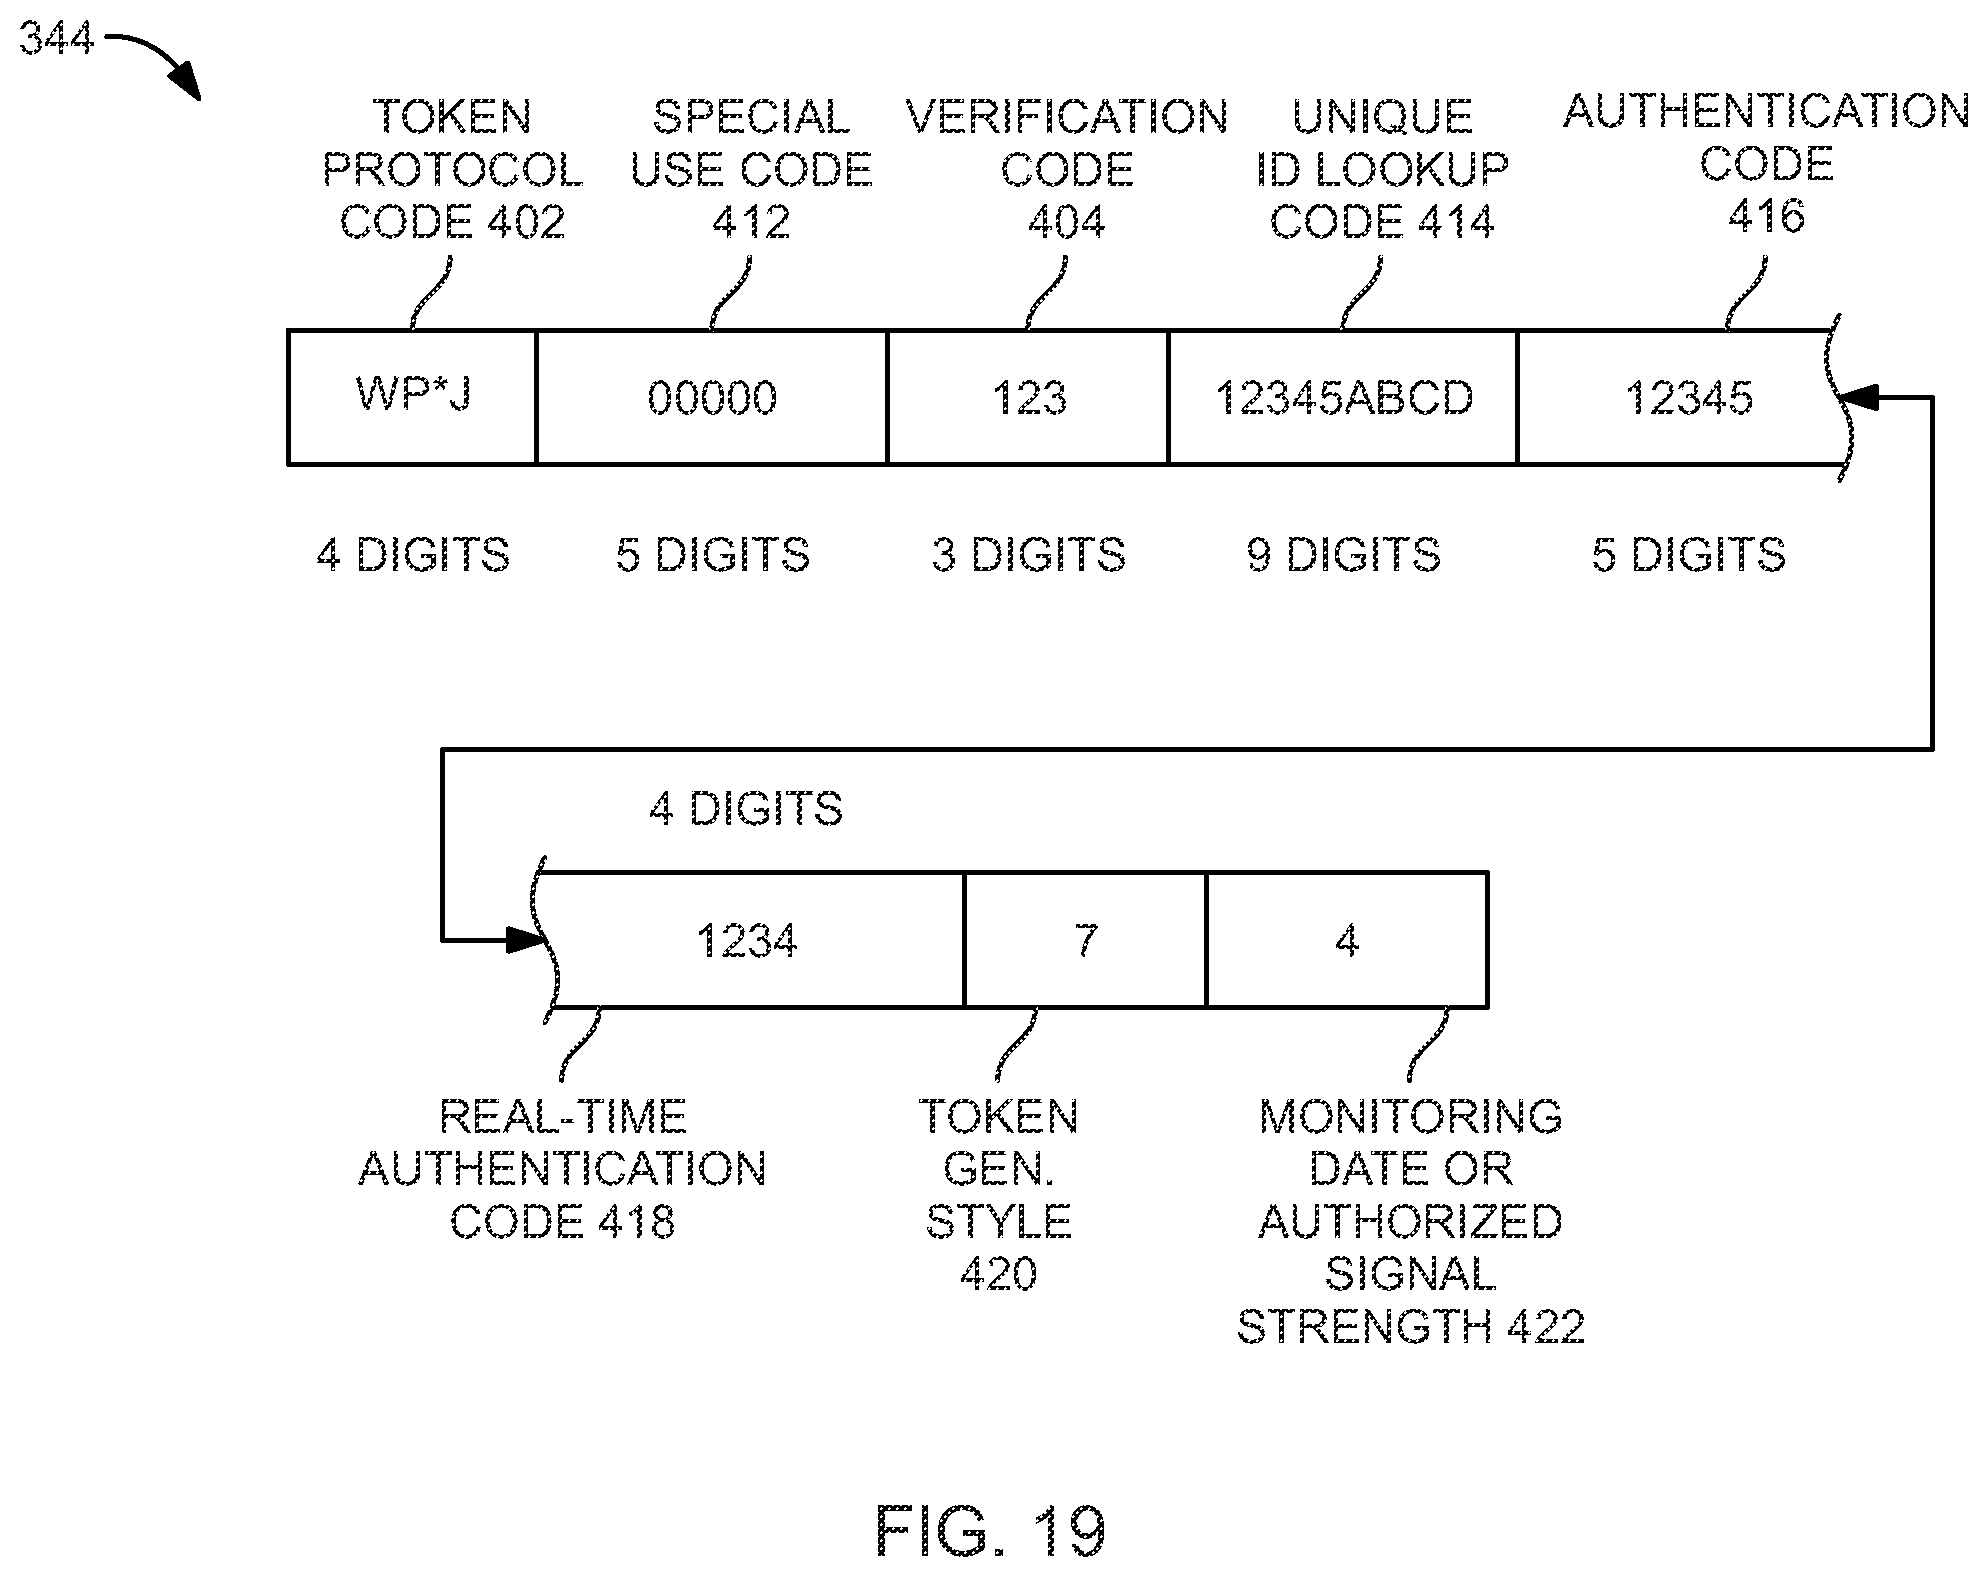 344
TOKEN
PROTOCOL
CODE 402
SPECIAL
USE CODE
412
VERIFICATION
CODE
404
UNIQUE
ID LOOKUP
CODE 414
AUTHENTICATION
CODE
416
WP*J
00000
123
12345ABCD
12345
4 DIGITS
5 DIGITS
3 DIGITS
9 DIGITS
5 DIGITS
4 DIGITS
1234
7
4
REAL-TIME
AUTHENTICATION
CODE 418
TOKEN
GEN.
STYLE
420
MONITORING
DATE OR
AUTHORIZED
SIGNAL
STRENGTH 422
FIG. 19